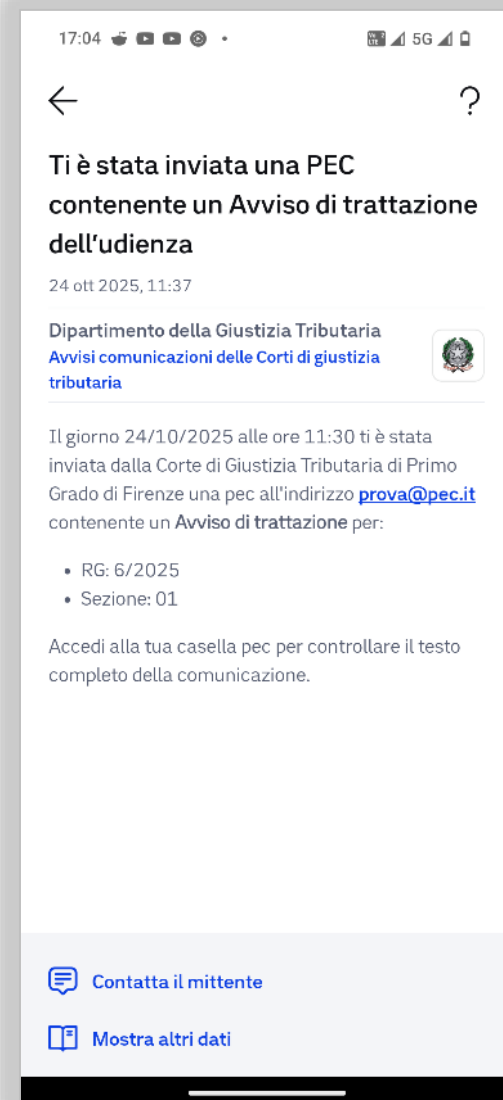 17:04
Vo LTE 5G
?
Ti è stata inviata una PEC
contenente un Avviso di trattazione
dell'udienza
24 ott 2025, 11:37
Dipartimento della Giustizia Tributaria
Avvisi comunicazioni delle Corti di giustizia
tributaria
Il giorno 24/10/2025 alle ore 11:30 ti è stata
inviata dalla Corte di Giustizia Tributaria di Primo
Grado di Firenze una pec all'indirizzo prova@pec.it
contenente un Avviso di trattazione per:
• RG: 6/2025
• Sezione: 01
Accedi alla tua casella pec per controllare il testo
completo della comunicazione.
Contatta il mittente
Mostra altri dati